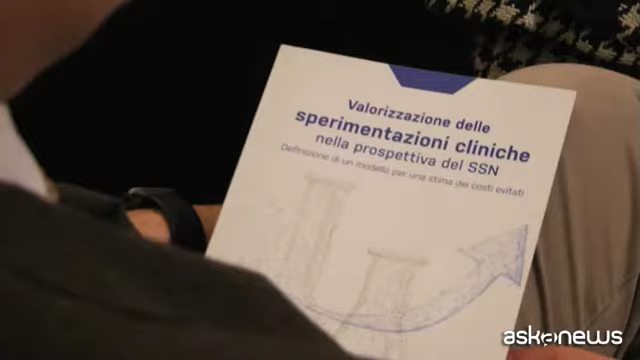 Valorizzazione delle
sperimentazioni cliniche
nella prospettiva del SSN
Definizione di un modello per una stima dei costi evitati
askanews